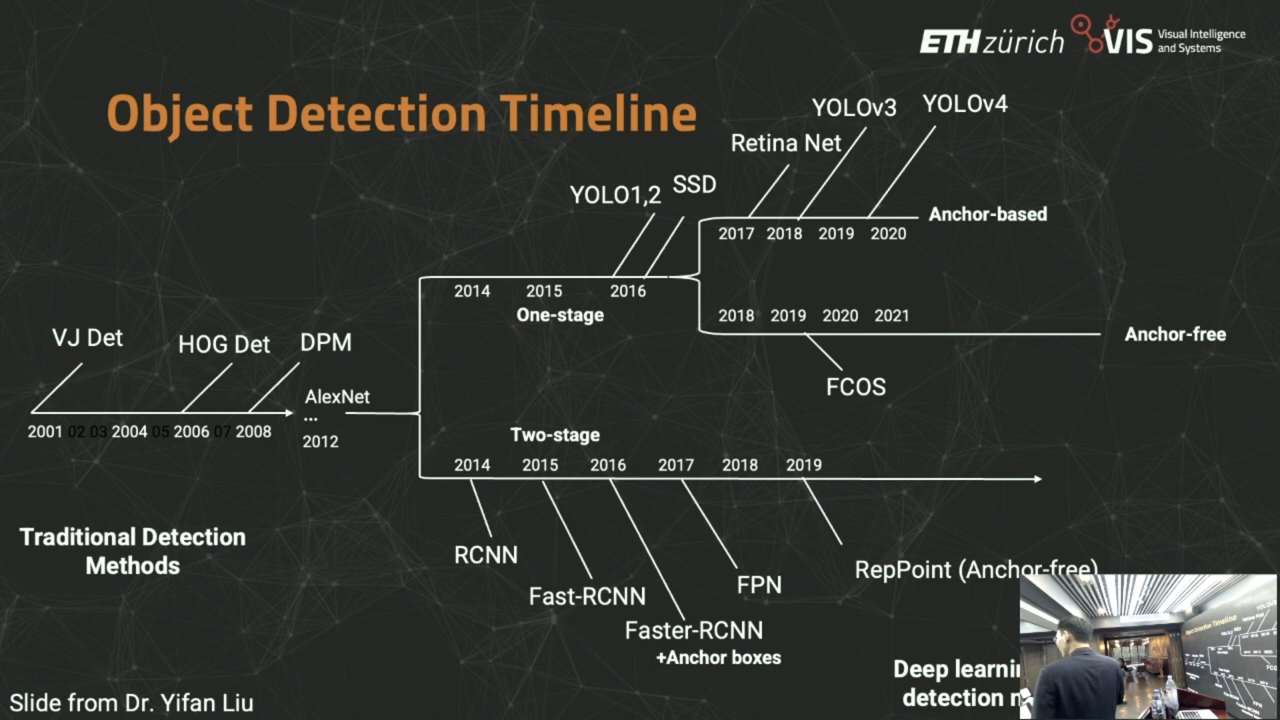 ETH zürich VIS Visual Intelligence
and Systems
Object Detection Timeline
YOLOv3 YOLOv4
Retina Net
YOLO1,2 SSD
Anchor-based
2017 2018 2019 2020
2014 2015 2016
One-stage
2018 2019 2020 2021
Anchor-free
FCOS
VJ Det HOG Det DPM
AlexNet
...
2012
2001 02 03 2004 05 2006 07 2008
Two-stage
2014 2015 2016 2017 2018 2019
Traditional Detection
Methods
RCNN
Fast-RCNN
Faster-RCNN
+Anchor boxes
FPN
RepPoint (Anchor-free)
Deep
detection
Slide from Dr. Yifan Liu